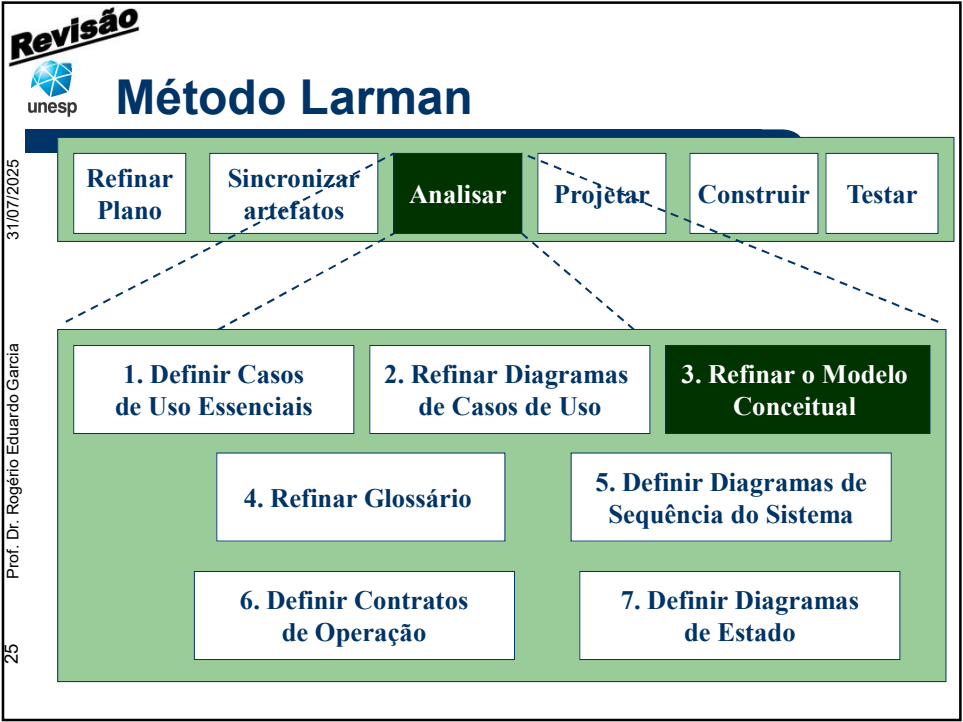 Revisão
unesp
Método Larman
Refinar
Plano
Sincronizar
artefatos
Analisar
Projetar
Construir
Testar
1. Definir Casos
de Uso Essenciais
2. Refinar Diagramas
de Casos de Uso
3. Refinar o Modelo
Conceitual
4. Refinar Glossário
5. Definir Diagramas de
Sequência do Sistema
6. Definir Contratos
de Operação
7. Definir Diagramas
de Estado
31/07/2025
Prof. Dr. Rogério Eduardo Garcia
25